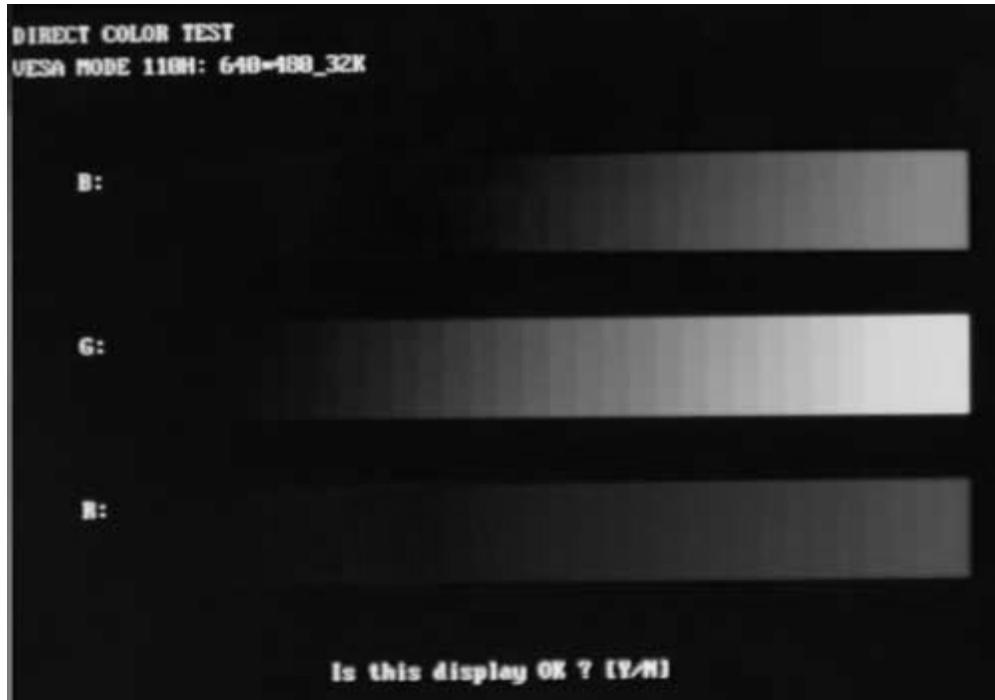 DIRECT COLOR TEST
VESA MODE 110H: 640*480_32K
B:
G:
R:
Is this display OK ? [Y/N]